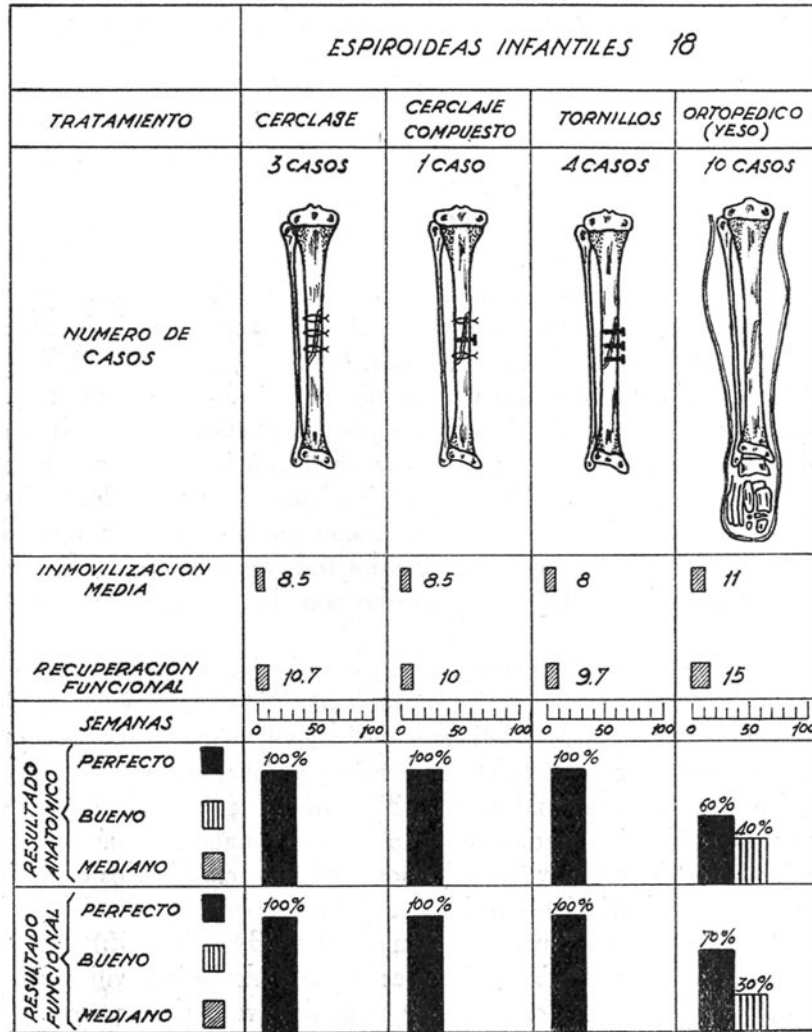 ESPIROIDEAS INFANTILES 18
TRATAMIENTO
CERCLASE
CERCLAJE
COMPUESTO
TORNILLOS
ORTOPEDICO
(YESO)
NUMERO DE
CASOS
3 CASOS
1 CASO
4 CASOS
10 CASOS
INMOVILIZACION
MEDIA
8.5
8.5
8
11
RECUPERACION
FUNCIONAL
10.7
10
9.7
15
SEMANAS
0 50 100
0 50 100
0 50 100
0 50 100
RESULTADO
ANATOMICO
PERFECTO
BUENO
MEDIANO
100%
100%
100%
60%
40%
RESULTADO
FUNCIONAL
PERFECTO
BUENO
MEDIANO
100%
100%
100%
70%
30%